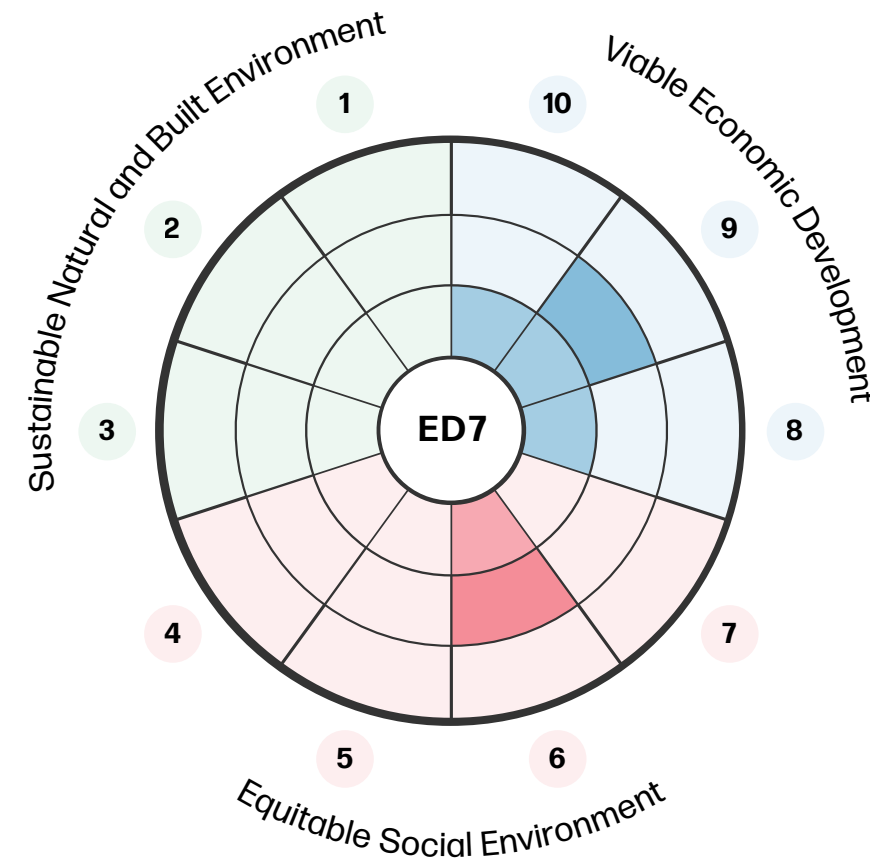 Sustainable Natural and Built Environment
Viable Economic Development
1
10
2
9
3
ED7
8
4
7
5
6
Equitable Social Environment